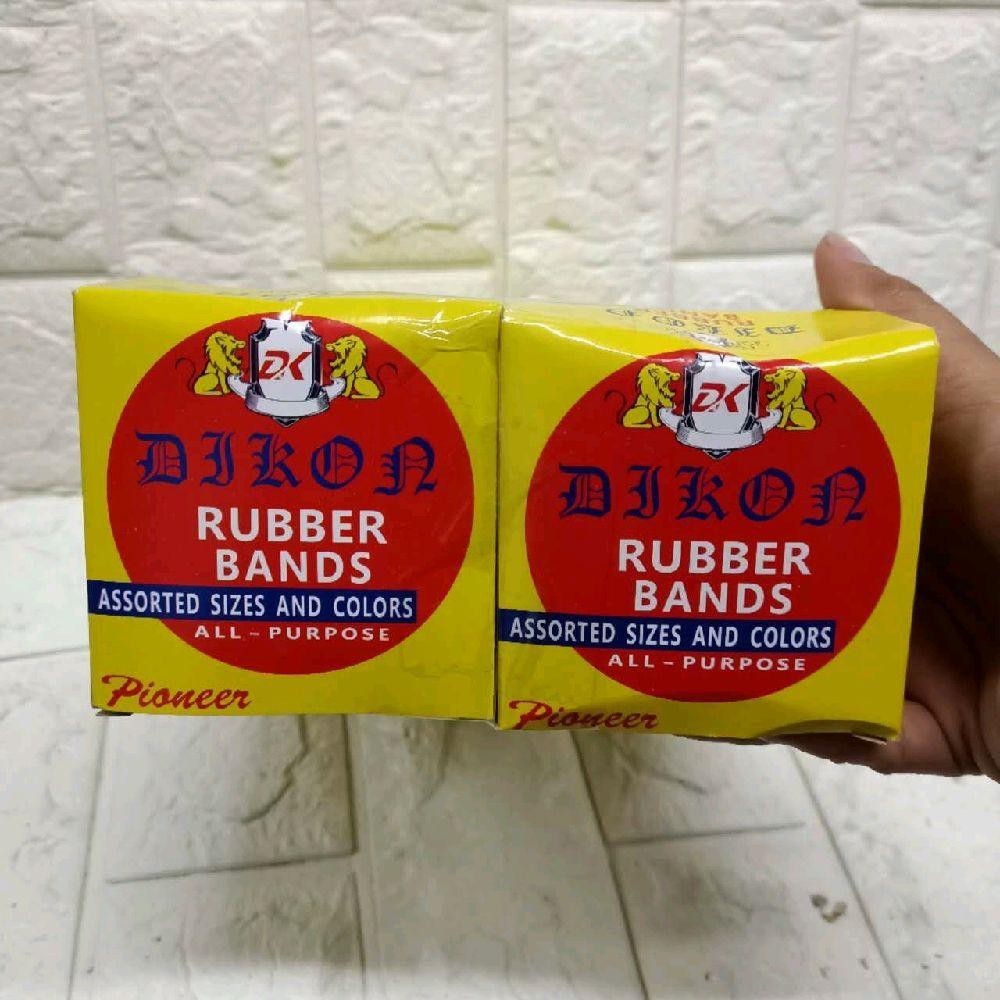 DK
DIKON
RUBBER
BANDS
ASSORTED SIZES AND COLORS
ALL-PURPOSE
Pioneer
DK
DIKON
RUBBER
BANDS
ASSORTED SIZES AND COLORS
ALL-PURPOSE
Pioneer